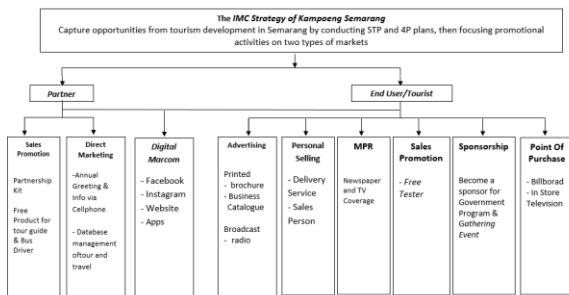 The IMC Strategy of Kampoeng Semarang
Capture opportunities from tourism development in Semarang by conducting STP and 4P plans, then focusing promotional
activities on two types of markets
Partner
End User/Tourist
Sales
Promotion
Partnership
Kit
Free
Product for
tour guide
& Bus
Driver
Direct
Marketing
-Annual
Greeting &
Info via
Cellphone
- Database
management
oftour and
travel
Digital
Marcom
- Facebook
- Instagram
- Website
- Apps
Advertising
Printed
- brochure
- Business
Catalogue
Broadcast
- radio
Personal
Selling
- Delivery
Service
- Sales
Person
MPR
Newspaper
and TV
Coverage
Sales
Promotion
- Free
Tester
Sponsorship
Become a
sponsor for
Government
Program &
Gathering
Event
Point Of
Purchase
- Billborad
- In Store
Television